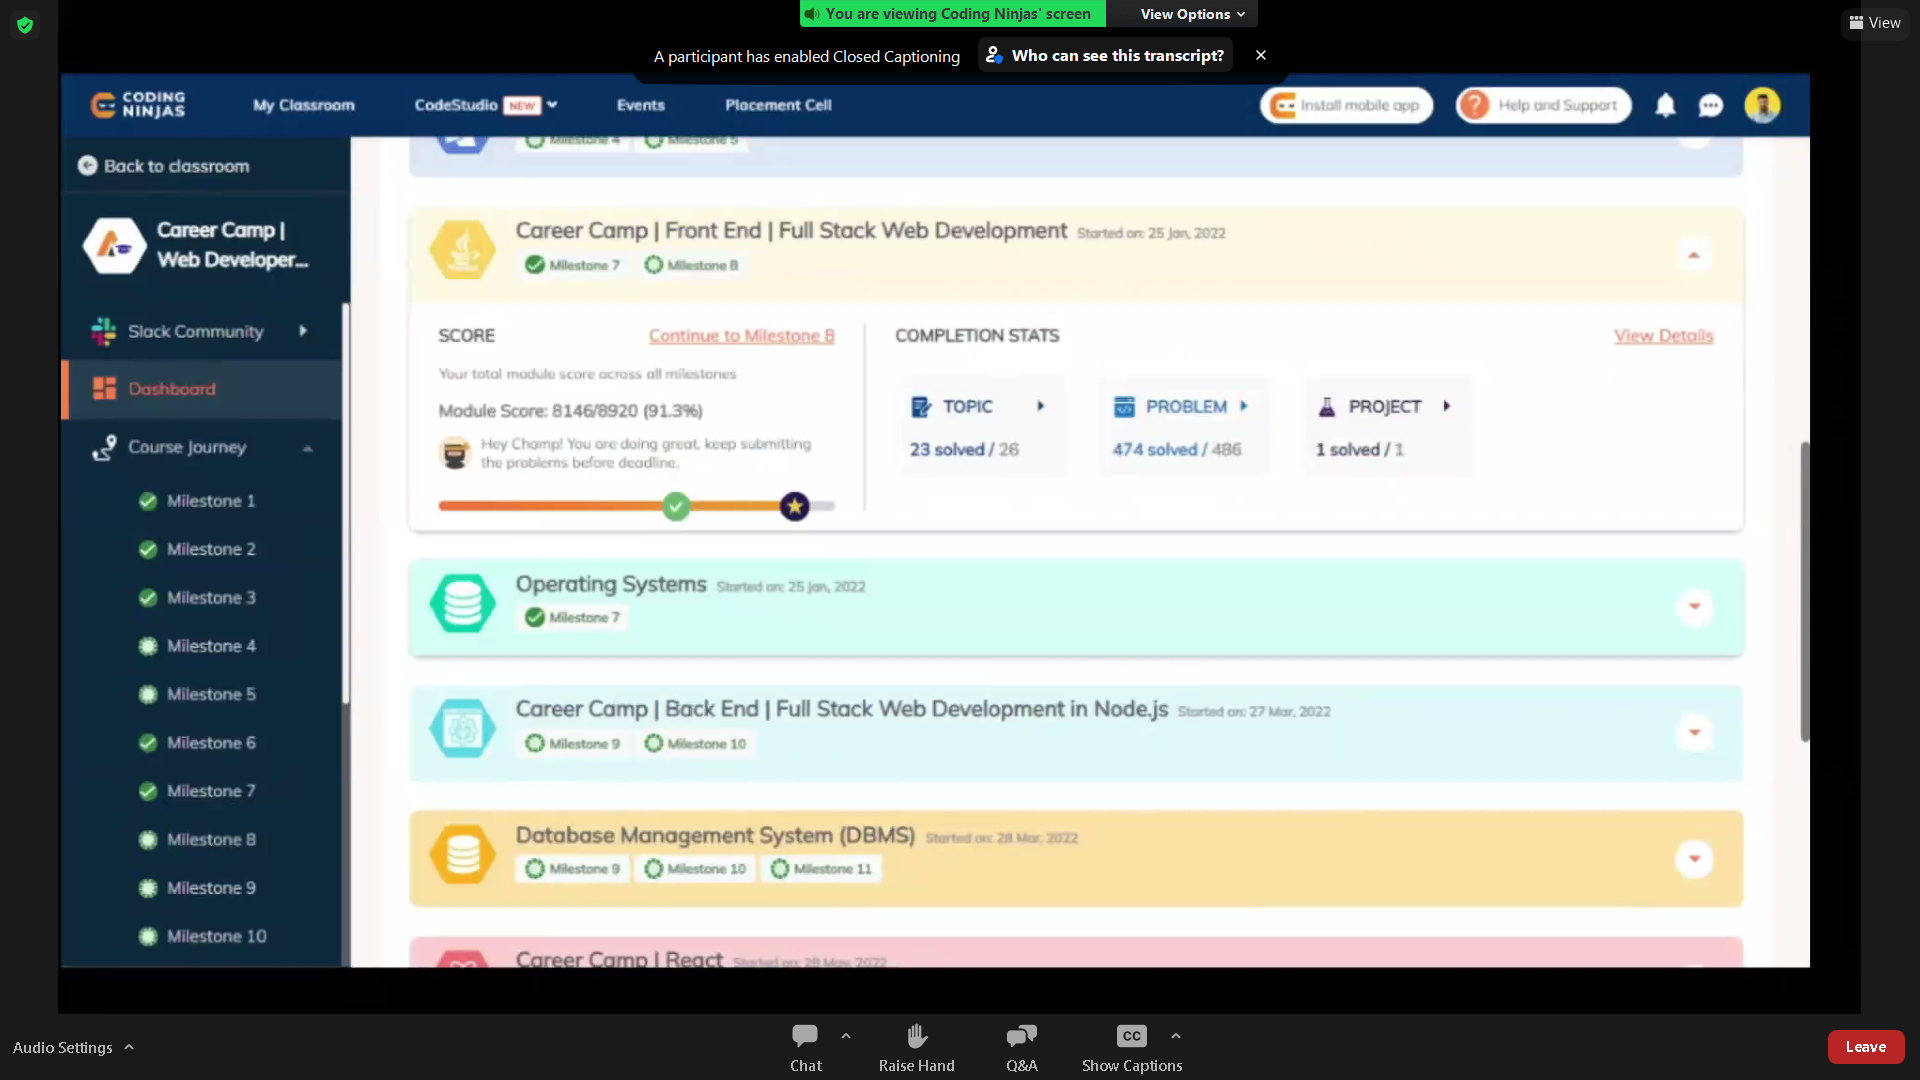 You are viewing Coding Ninjas' screen
View Options
View
A participant has enabled Closed Captioning
Who can see this transcript?
CODING NINJAS
My Classroom
CodeStudio NEW
Events
Placement Cell
Install mobile app
Help and Support
Back to classroom
Career Camp |
Web Developer...
Slack Community
Dashboard
Course Journey
Milestone 1
Milestone 2
Milestone 3
Milestone 4
Milestone 5
Milestone 6
Milestone 7
Milestone 8
Milestone 9
Milestone 10
Milestone 4
Milestone 5
Career Camp | Front End | Full Stack Web Development Started on: 25 Jan, 2022
Milestone 7
Milestone 8
SCORE
Continue to Milestone 8
Your total module score across all milestones
Module Score: 8146/8920 (91.3%)
Hey Champ! You are doing great, keep submitting
the problems before deadline.
COMPLETION STATS
View Details
TOPIC
23 solved / 26
PROBLEM
474 solved / 486
PROJECT
1 solved / 1
Operating Systems Started on: 25 Jan, 2022
Milestone 7
Career Camp | Back End | Full Stack Web Development in Node.js Started on: 27 Mar, 2022
Milestone 9
Milestone 10
Database Management System (DBMS) Started on: 28 Mar, 2022
Milestone 9
Milestone 10
Milestone 11
Career Camp | React Started on: 28 May, 2022
Audio Settings
Chat
Raise Hand
Q&A
CC
Show Captions
Leave